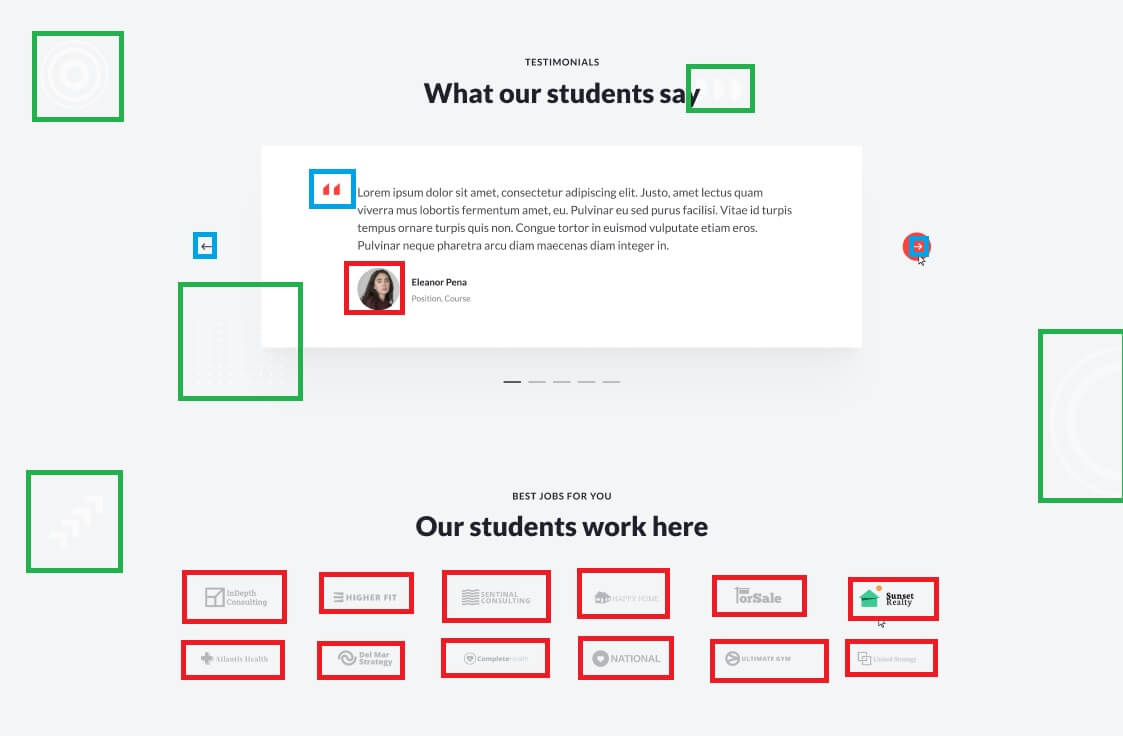 TESTIMONIALS
What our students say
Lorem ipsum dolor sit amet, consectetur adipiscing elit. Justo, amet lectus quam
viverra mus lobortis fermentum amet, eu. Pulvinar eu sed purus facilisi. Vitae id turpis
tempus ornare turpis quis non. Congue tortor in euismod vulputate etiam eros.
Pulvinar neque pharetra arcu diam maecenas diam integer in.
Eleanor Pena
Position, Course
BEST JOBS FOR YOU
Our students work here
InDepth
Consulting
HIGHER FIT
SENTINAL
CONSULTING
HAPPY HOME
forSale
Sunset
Realty
Atlantis Health
Del Mar
Strategy
CompleteHealth
NATIONAL
ULTIMATE GYM
United Strategy